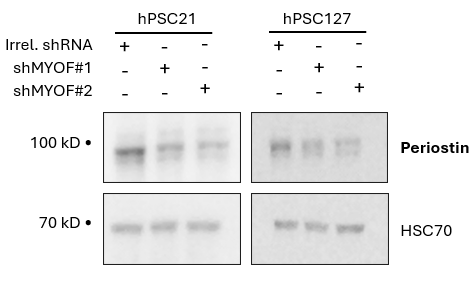 hPSC21 hPSC127
Irrel. shRNA + - - + - -
shMYOF#1 - + - - + -
shMYOF#2 - - + - - +
100 kD • Periostin
70 kD • HSC70